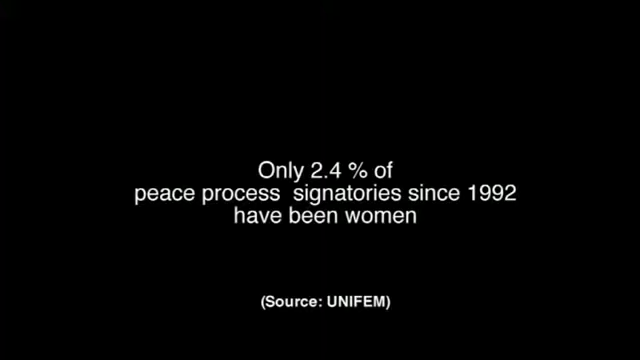 Only 2.4 % of
peace process  signatories since 1992
have been women
(Source: UNIFEM)